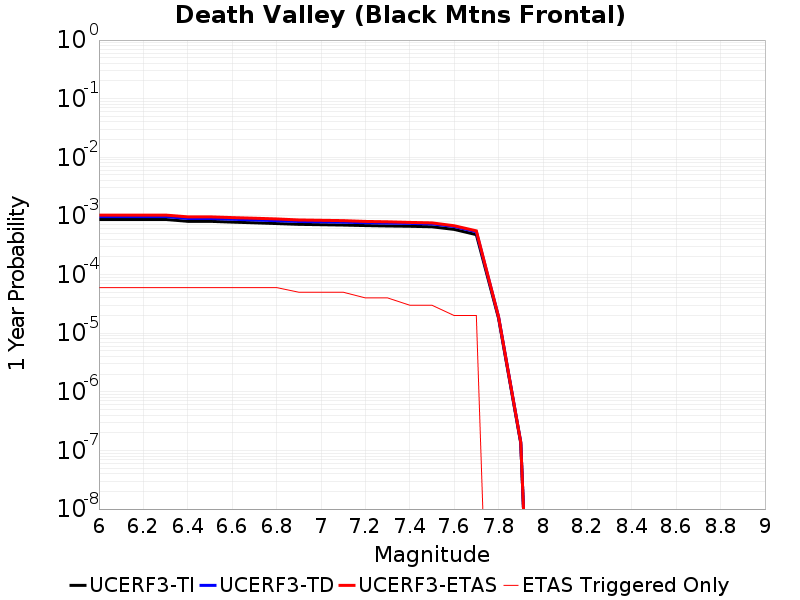 Death Valley (Black Mtns Frontal)
1 Year Probability
10^0
10^-1
10^-2
10^-3
10^-4
10^-5
10^-6
10^-7
10^-8
6 6.2 6.4 6.6 6.8 7 7.2 7.4 7.6 7.8 8 8.2 8.4 8.6 8.8 9
Magnitude
UCERF3-TI UCERF3-TD UCERF3-ETAS ETAS Triggered Only